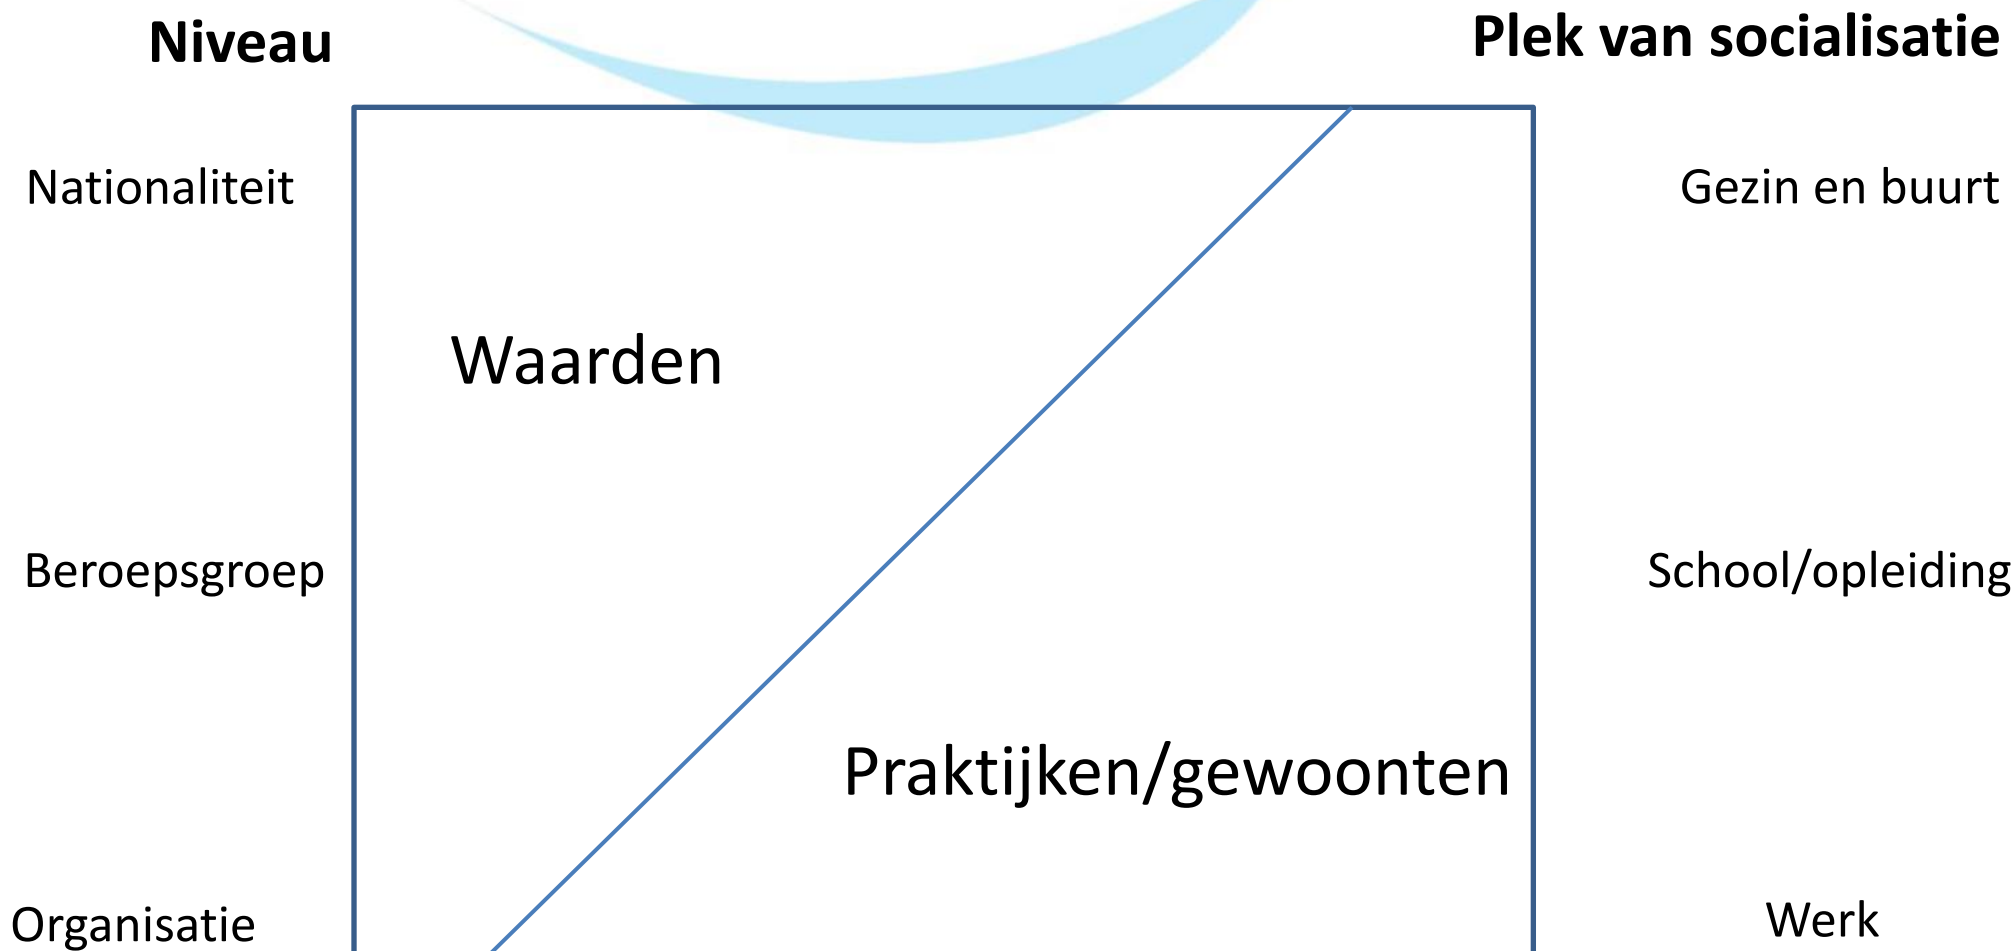 Niveau
Plek van socialisatie
Nationaliteit
Gezin en buurt
Waarden
Beroepsgroep
School/opleiding
Praktijken/gewoonten
Organisatie
Werk